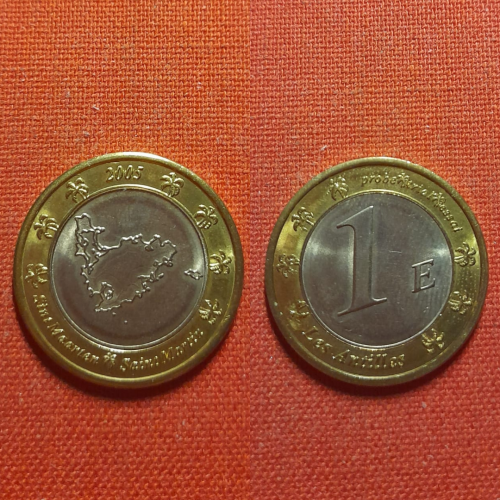 2005
Sint Maarten Saint Martin
1 E
Les Antilles